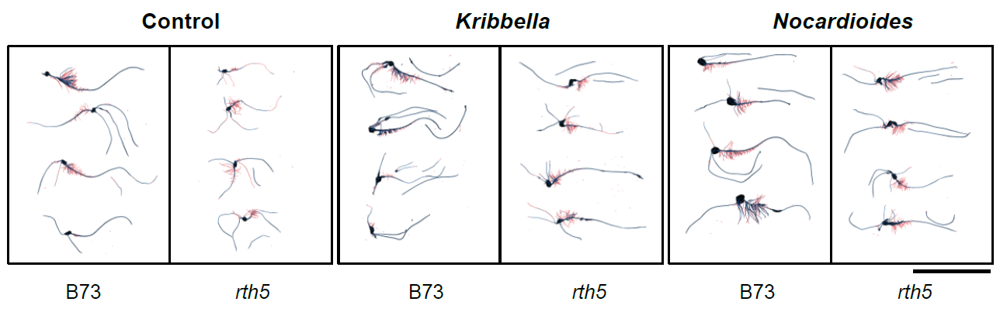 Control Kribbella Nocardioides
B73 rth5 B73 rth5 B73 rth5